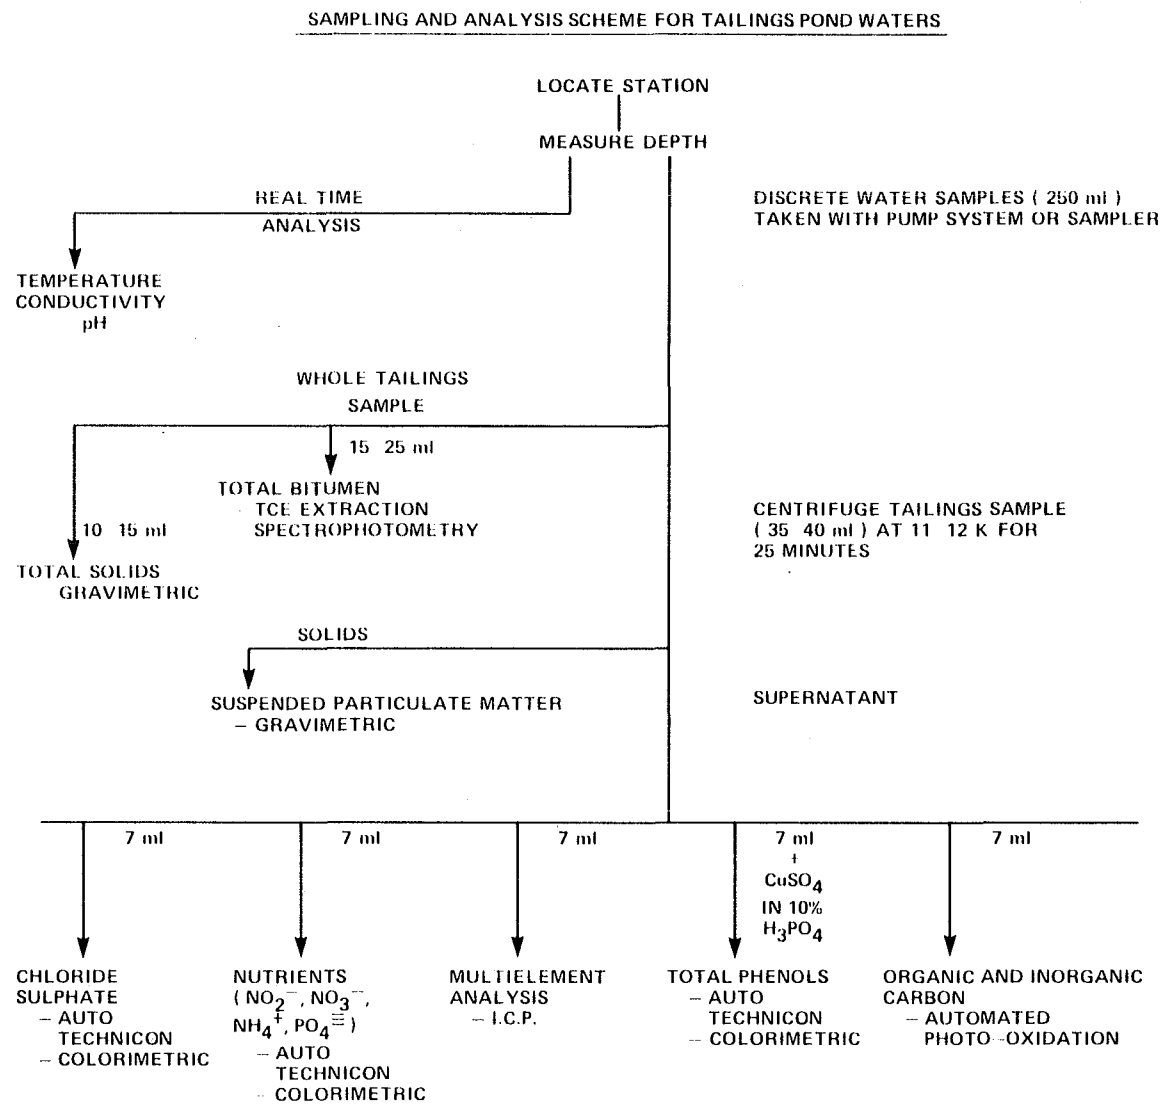 SAMPLING AND ANALYSIS SCHEME FOR TAILINGS POND WATERS
LOCATE STATION
MEASURE DEPTH
REAL TIME
ANALYSIS
DISCRETE WATER SAMPLES ( 250 ml )
TAKEN WITH PUMP SYSTEM OR SAMPLER
TEMPERATURE
CONDUCTIVITY
pH
WHOLE TAILINGS
SAMPLE
15 25 ml
TOTAL BITUMEN
TCE EXTRACTION
SPECTROPHOTOMETRY
10 15 ml
TOTAL SOLIDS
GRAVIMETRIC
CENTRIFUGE TAILINGS SAMPLE
( 35 40 ml ) AT 11 12 K FOR
25 MINUTES
SOLIDS
SUSPENDED PARTICULATE MATTER
– GRAVIMETRIC
SUPERNATANT
7 ml
CHLORIDE
SULPHATE
– AUTO
TECHNICON
– COLORIMETRIC
7 ml
NUTRIENTS
( NO₂⁻, NO₃⁻,
NH₄⁺, PO₄≡ )
– AUTO
TECHNICON
– COLORIMETRIC
7 ml
MULTIELEMENT
ANALYSIS
– I.C.P.
7 ml
+
CuSO₄
IN 10%
H₃PO₄
TOTAL PHENOLS
– AUTO
TECHNICON
– COLORIMETRIC
7 ml
ORGANIC AND INORGANIC
CARBON
– AUTOMATED
PHOTO–OXIDATION